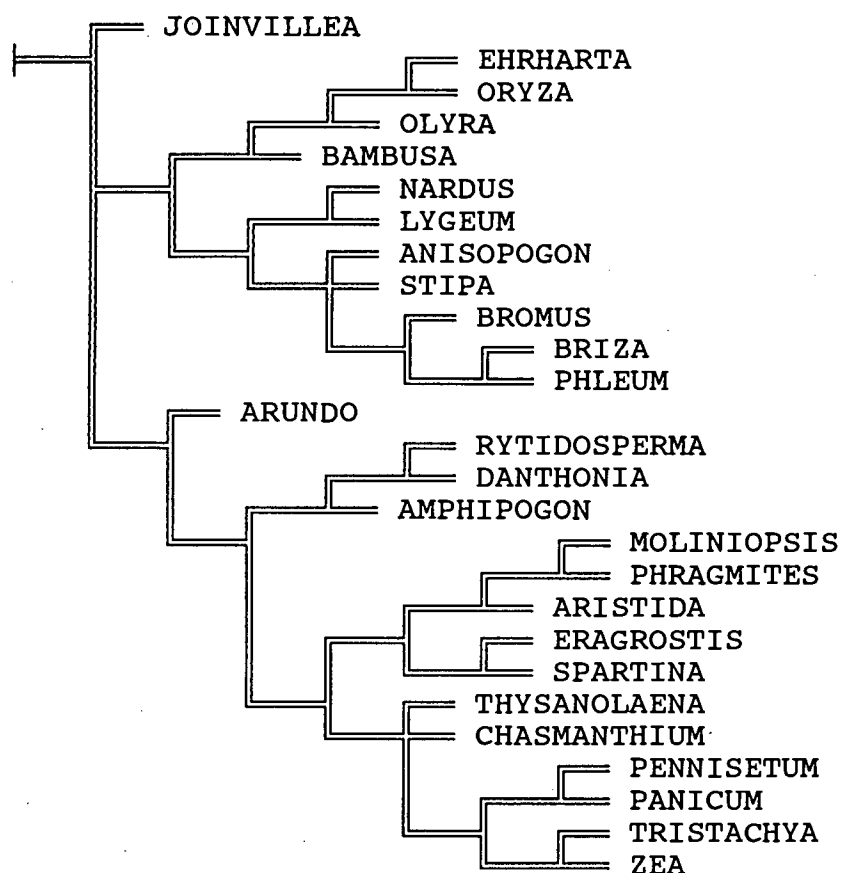 JOINVILLEA
EHRHARTA
ORYZA
OLYRA
BAMBUSA
NARDUS
LYGEUM
ANISOPOGON
STIPA
BROMUS
BRIZA
PHLEUM
ARUNDO
RYTIDOSPERMA
DANTHONIA
AMPHIPOGON
MOLINIOPSIS
PHRAGMITES
ARISTIDA
ERAGROSTIS
SPARTINA
THYSANOLAENA
CHASMANTHIUM
PENNISETUM
PANICUM
TRISTACHYA
ZEA